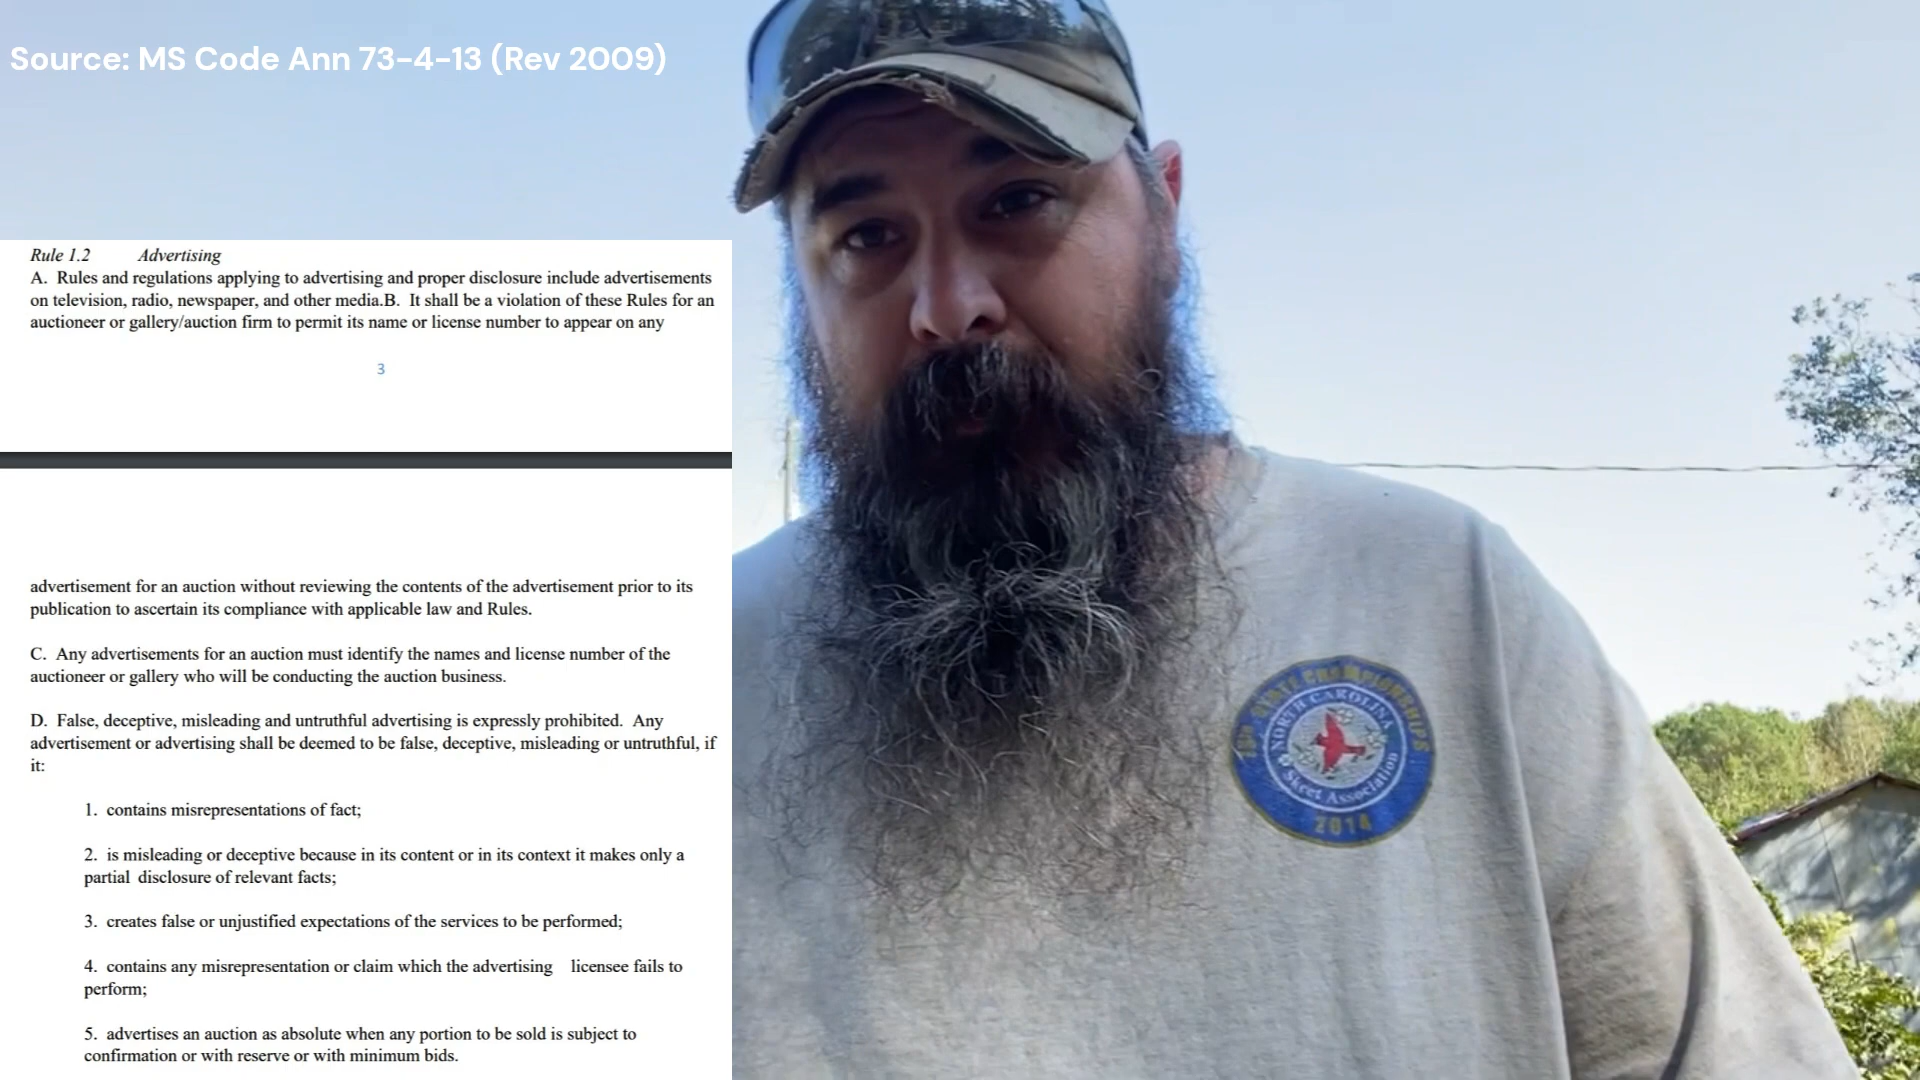 Source: MS Code Ann 73-4-13 (Rev 2009)
Rule 1.2 Advertising
A. Rules and regulations applying to advertising and proper disclosure include advertisements
on television, radio, newspaper, and other media.B. It shall be a violation of these Rules for an
auctioneer or gallery/auction firm to permit its name or license number to appear on any
3
advertisement for an auction without reviewing the contents of the advertisement prior to its
publication to ascertain its compliance with applicable law and Rules.
C. Any advertisements for an auction must identify the names and license number of the
auctioneer or gallery who will be conducting the auction business.
D. False, deceptive, misleading and untruthful advertising is expressly prohibited. Any
advertisement or advertising shall be deemed to be false, deceptive, misleading or untruthful, if
it:
1. contains misrepresentations of fact;
2. is misleading or deceptive because in its content or in its context it makes only a
partial disclosure of relevant facts;
3. creates false or unjustified expectations of the services to be performed;
4. contains any misrepresentation or claim which the advertising licensee fails to
perform;
5. advertises an auction as absolute when any portion to be sold is subject to
confirmation or with reserve or with minimum bids.
STATE CHAMPIONSHIPS
NORTH CAROLINA
Skeet Association
2014